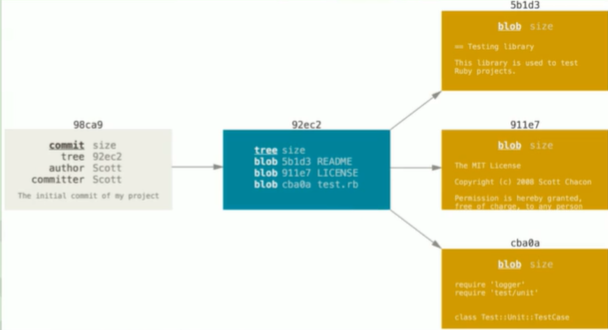 98ca9
commit size
tree 92ec2
author Scott
committer Scott
The initial commit of my project
92ec2
tree size
blob 5b1d3 README
blob 911e7 LICENSE
blob cba0a test.rb
5b1d3
blob size
== Testing library
This library is used to test
Ruby projects.
911e7
blob size
The MIT License
Copyright (c) 2008 Scott Chacon
Permission is hereby granted,
free of charge, to any person
cba0a
blob size
require 'logger'
require 'test/unit'
class Test::Unit::TestCase